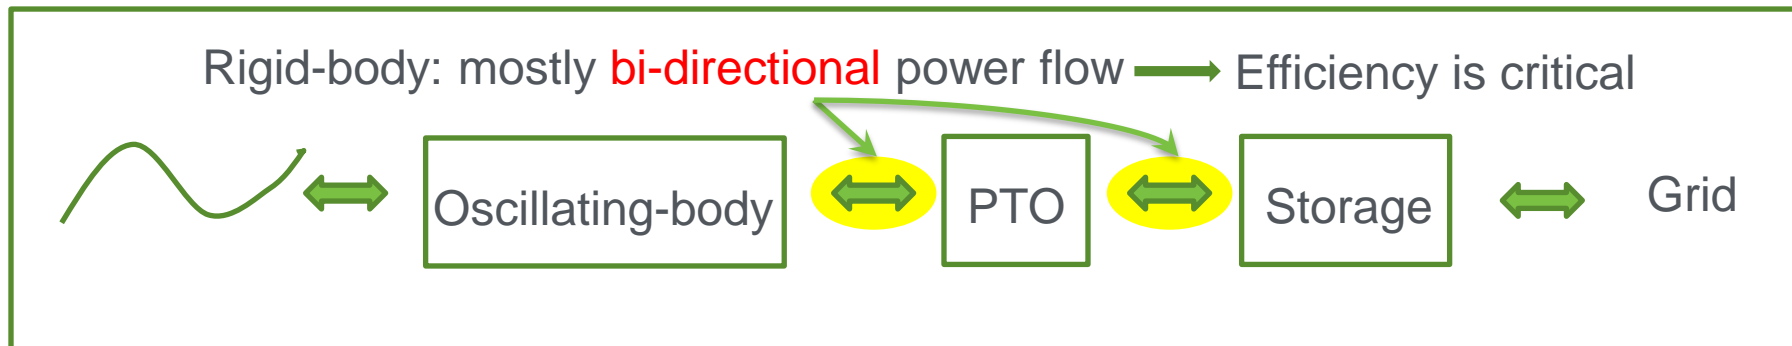 Rigid-body: mostly bi-directional power flow
Efficiency is critical
Oscillating-body
PTO
Storage
Grid